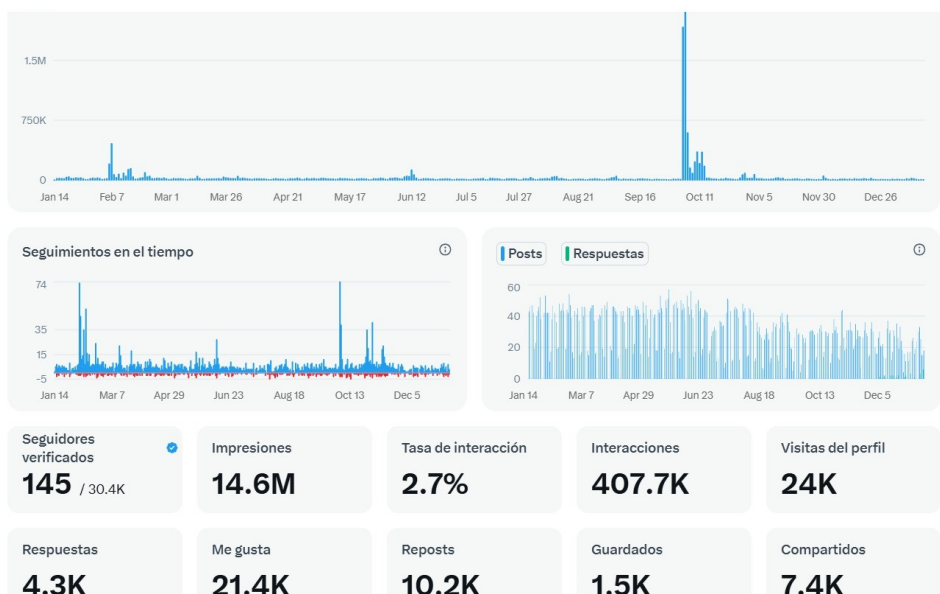 1.5M
750K
0
Jan 14 Feb 7 Mar 1 Mar 26 Apr 21 May 17 Jun 12 Jul 5 Jul 27 Aug 21 Sep 16 Oct 11 Nov 5 Nov 30 Dec 26
Seguimientos en el tiempo
74
35
15
-5
Jan 14 Mar 7 Apr 29 Jun 23 Aug 18 Oct 13 Dec 5
Posts Respuestas
60
40
20
0
Jan 14 Mar 7 Apr 29 Jun 23 Aug 18 Oct 13 Dec 5
Seguidores
verificados
145 / 30.4K
Impresiones
14.6M
Tasa de interacción
2.7%
Interacciones
407.7K
Visitas del perfil
24K
Respuestas
4.3K
Me gusta
21.4K
Reposts
10.2K
Guardados
1.5K
Compartidos
7.4K